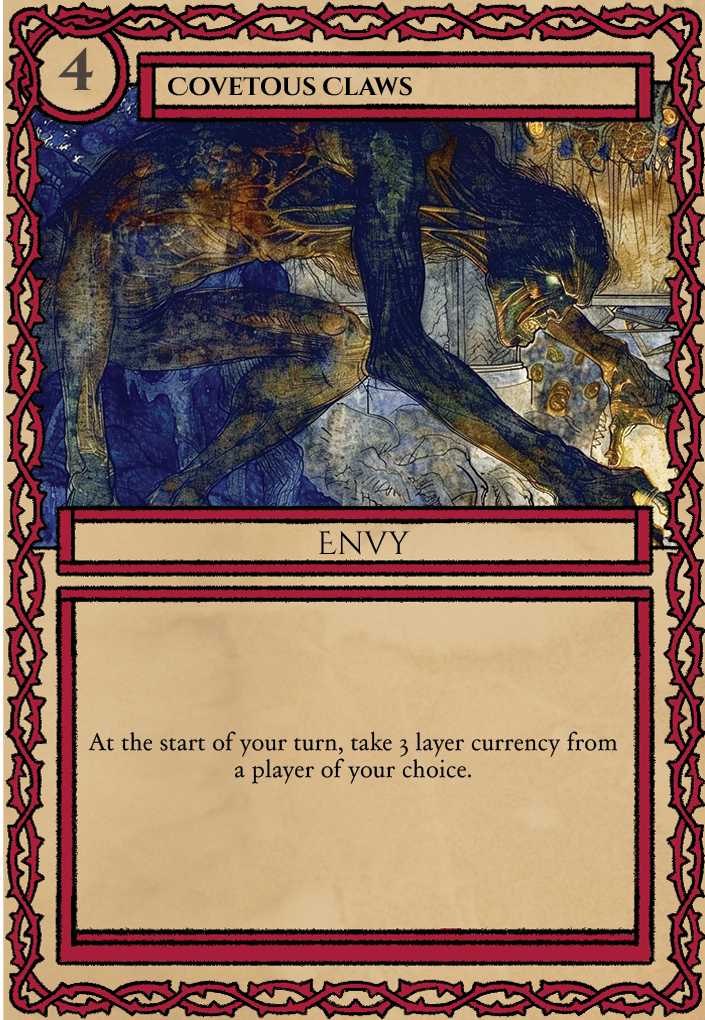 4
Covetous Claws
Envy
At the start of your turn, take 3 layer currency from
a player of your choice.